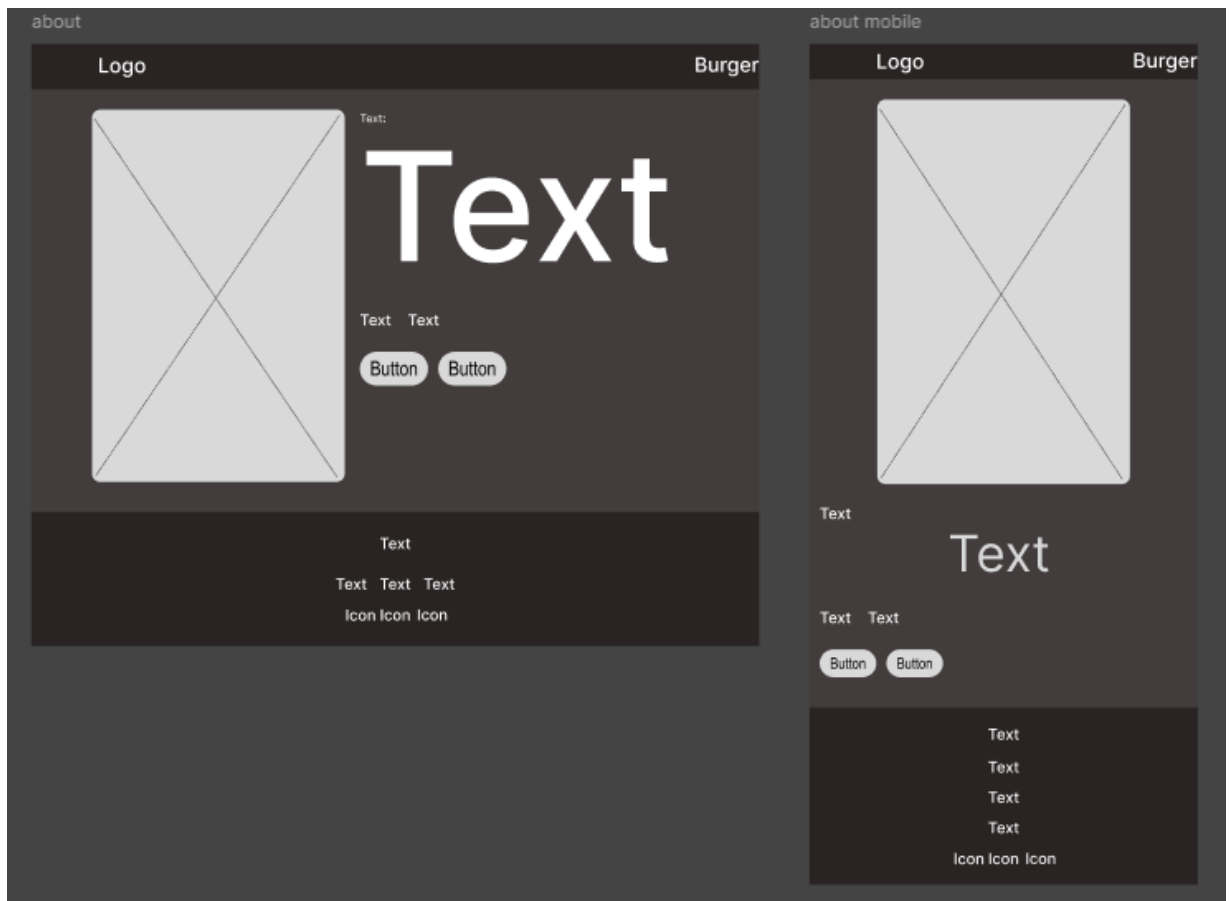 about
Logo Burger
Text:
Text
Text Text
Button Button
Text
Text Text Text
Icon Icon Icon
about mobile
Logo Burger
Text
Text
Text Text
Button Button
Text
Text
Text
Text
Icon Icon Icon